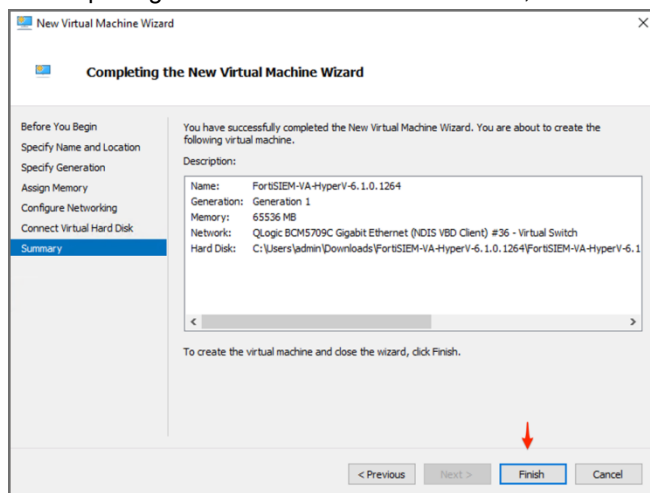 New Virtual Machine Wizard
Completing the New Virtual Machine Wizard
Before You Begin
Specify Name and Location
Specify Generation
Assign Memory
Configure Networking
Connect Virtual Hard Disk
Summary
You have successfully completed the New Virtual Machine Wizard. You are about to create the
following virtual machine.
Description:
Name: FortiSIEM-VA-HyperV-6.1.0.1264
Generation: Generation 1
Memory: 65536 MB
Network: QLogic BCM5709C Gigabit Ethernet (NDIS VBD Client) #36 - Virtual Switch
Hard Disk: C:\Users\admin\Downloads\FortiSIEM-VA-HyperV-6.1.0.1264\FortiSIEM-VA-HyperV-6.1
To create the virtual machine and close the wizard, click Finish.
< Previous
Next >
Finish
Cancel